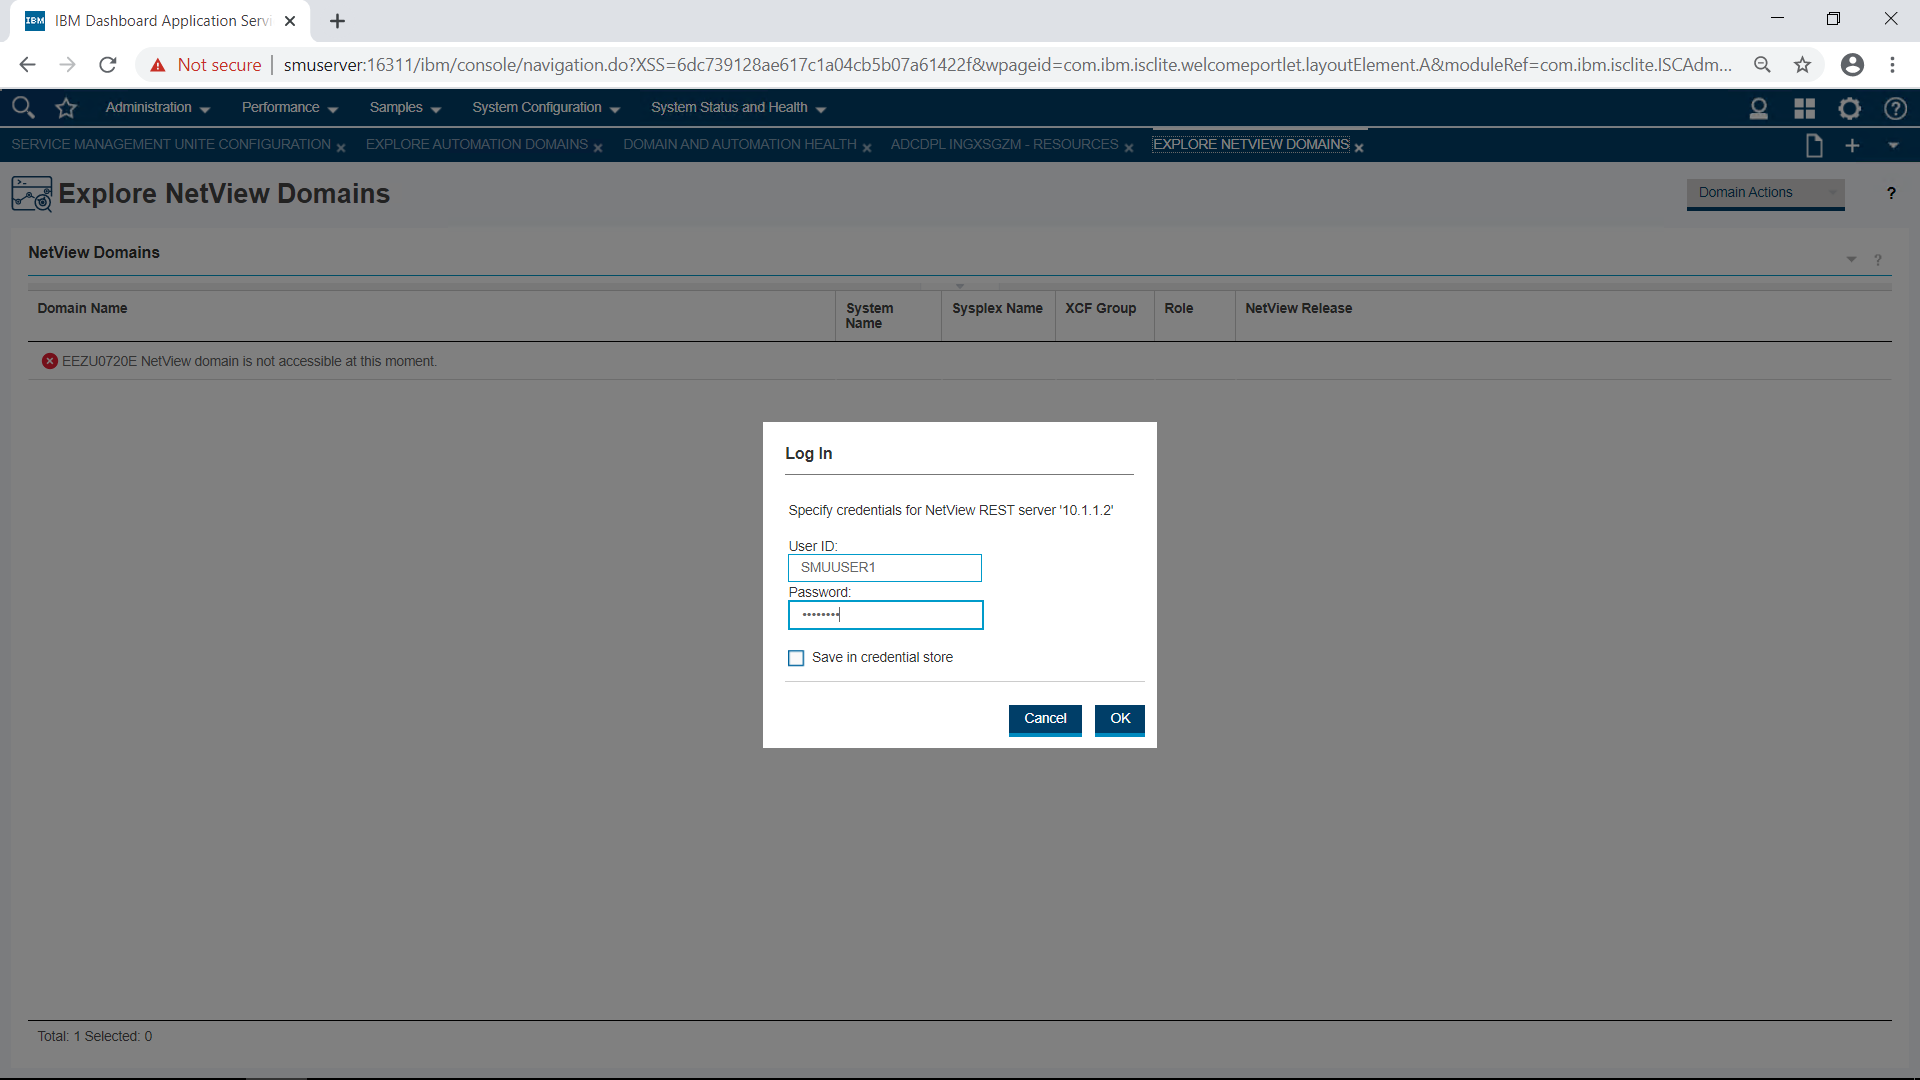 IBM IBM Dashboard Application Servi
Not secure smuserver:16311/ibm/console/navigation.do?XSS=6dc739128ae617c1a04cb5b07a61422f&wpageid=com.ibm.isclite.welcomeportlet.layoutElement.A&moduleRef=com.ibm.isclite.ISCAdm...
Administration Performance Samples System Configuration System Status and Health
SERVICE MANAGEMENT UNITE CONFIGURATION EXPLORE AUTOMATION DOMAINS DOMAIN AND AUTOMATION HEALTH ADCDPL INGXSGZM - RESOURCES EXPLORE NETVIEW DOMAINS
Explore NetView Domains
Domain Actions
?
NetView Domains
?
Domain Name System Name Sysplex Name XCF Group Role NetView Release
EEZU0720E NetView domain is not accessible at this moment.
Log In
Specify credentials for NetView REST server '10.1.1.2'
User ID:
SMUUSER1
Password:
••••••••
Save in credential store
Cancel OK
Total: 1 Selected: 0